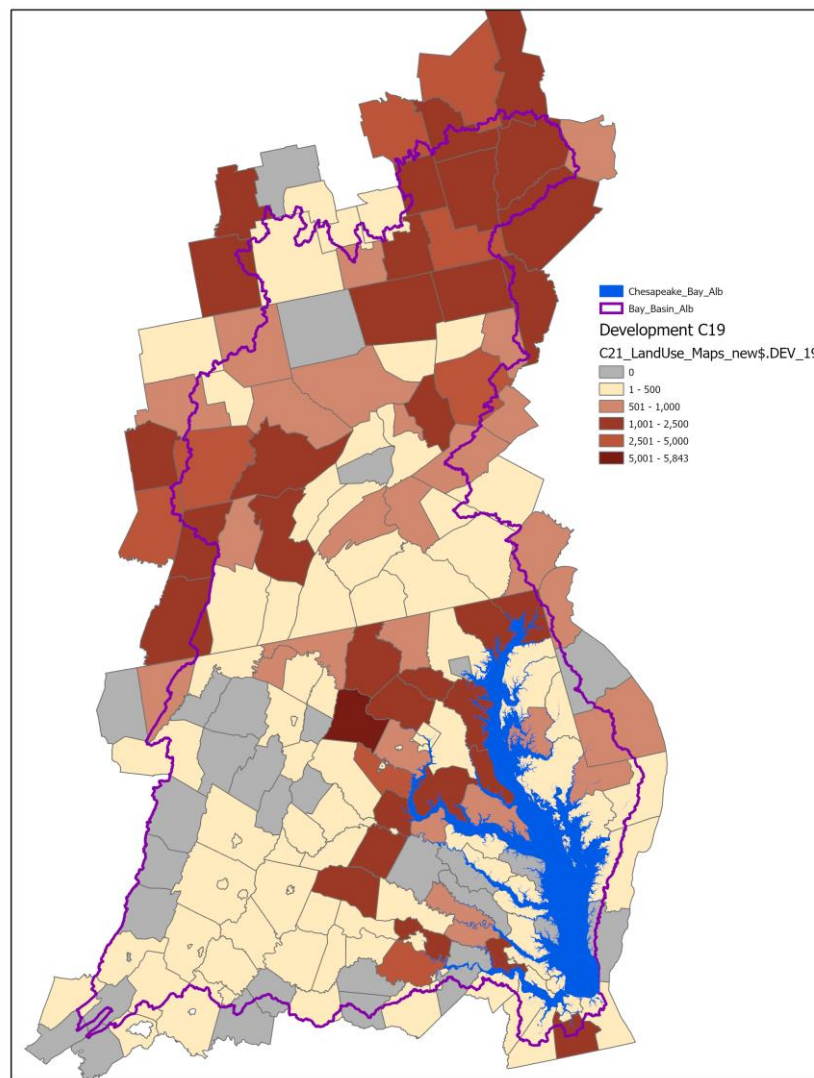 Chesapeake_Bay_Alb
Bay_Basin_Alb
Development C19
C21_LandUse_Maps_new$.DEV_19
0
1 - 500
501 - 1,000
1,001 - 2,500
2,501 - 5,000
5,001 - 5,843